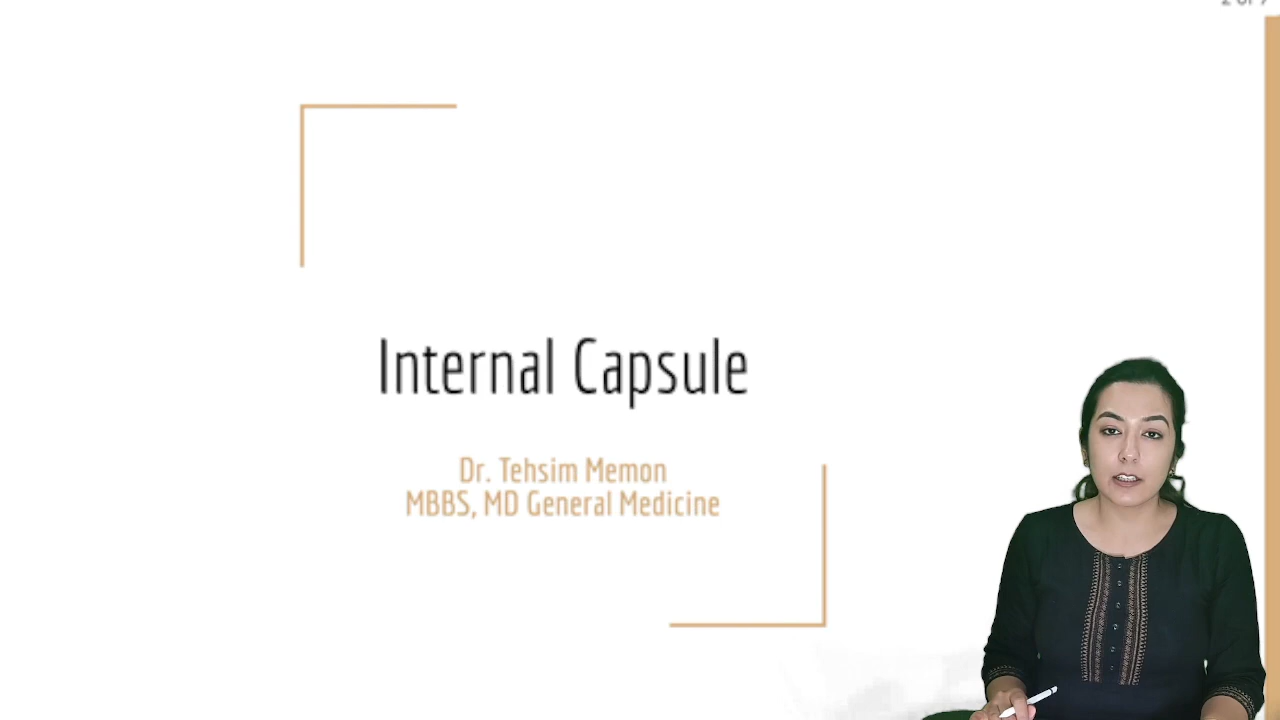 Internal Capsule
Dr. Tehsim Memon
MBBS, MD General Medicine